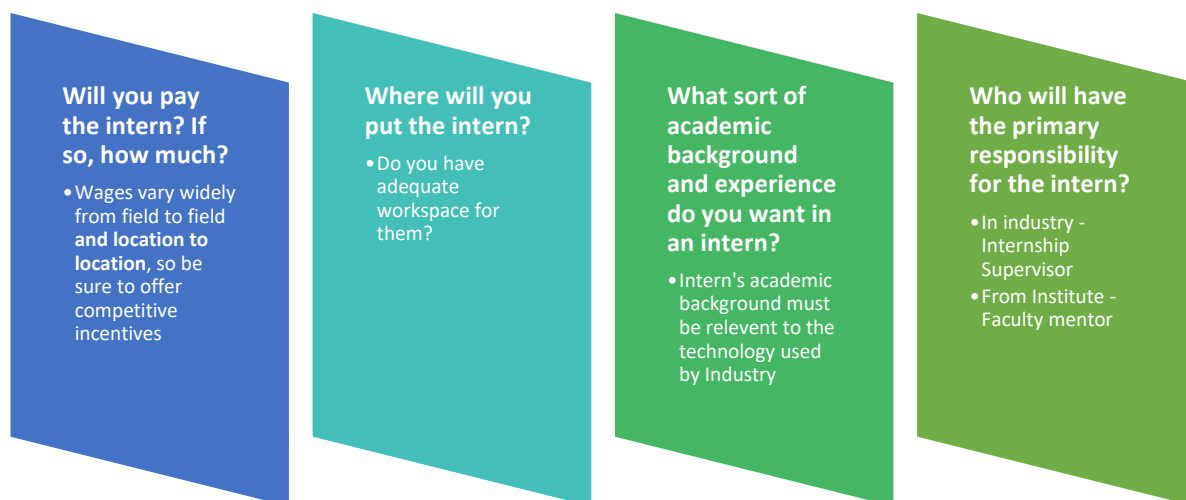 Will you pay
the intern? If
so, how much?
•Wages vary widely
from field to field
and location to
location, so be
sure to offer
competitive
incentives
Where will you
put the intern?
•Do you have
adequate
workspace for
them?
What sort of
academic
background
and experience
do you want in
an intern?
•Intern's academic
background must
be relevent to the
technology used
by Industry
Who will have
the primary
responsibility
for the intern?
•In industry -
Internship
Supervisor
•From Institute -
Faculty mentor